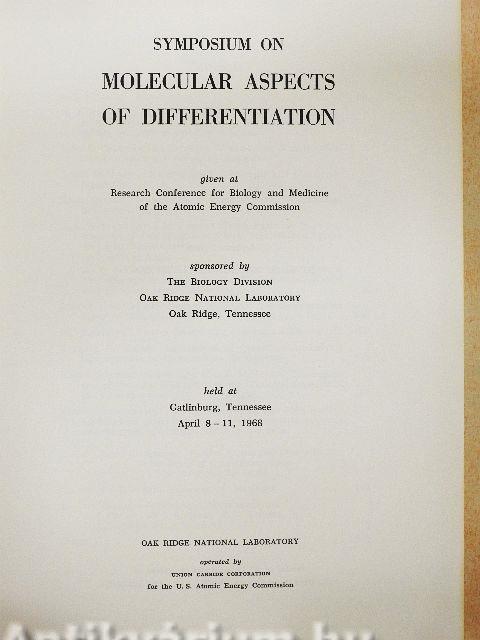 SYMPOSIUM ON
MOLECULAR ASPECTS
OF DIFFERENTIATION
given at
Research Conference for Biology and Medicine
of the Atomic Energy Commission
sponsored by
THE BIOLOGY DIVISION
OAK RIDGE NATIONAL LABORATORY
Oak Ridge, Tennessee
held at
Gatlinburg, Tennessee
April 8 – 11, 1968
OAK RIDGE NATIONAL LABORATORY
operated by
UNION CARBIDE CORPORATION
for the U. S. Atomic Energy Commission
Antikvárium.hu